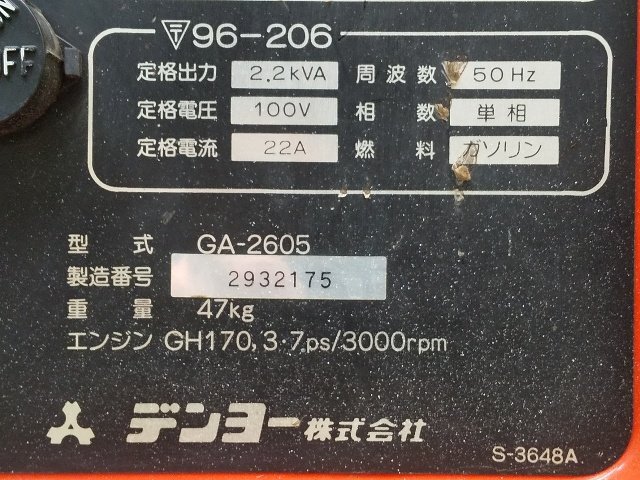 ON
OFF
〒96-206
定格出力 2.2kVA 周波数 50Hz
定格電圧 100V 相数 単相
定格電流 22A 燃料 ガソリン
型式 GA-2605
製造番号 2932175
重量 47kg
エンジン GH170,3.7ps/3000rpm
デンヨー株式会社
S-3648A